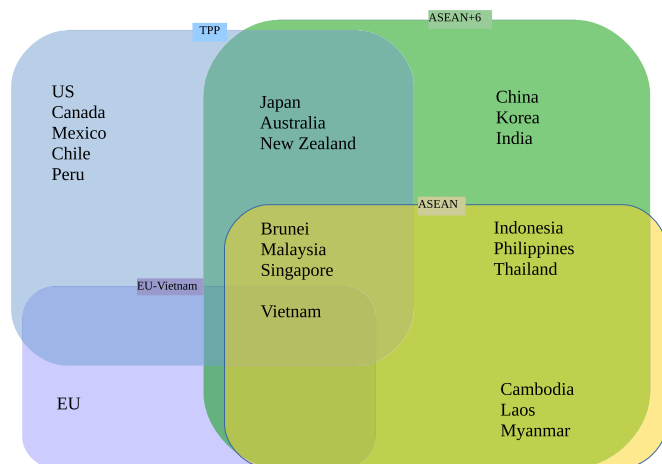 TPP
ASEAN+6
US
Canada
Mexico
Chile
Peru
Japan
Australia
New Zealand
China
Korea
India
ASEAN
Brunei
Malaysia
Singapore
Vietnam
Indonesia
Philippines
Thailand
EU-Vietnam
EU
Cambodia
Laos
Myanmar